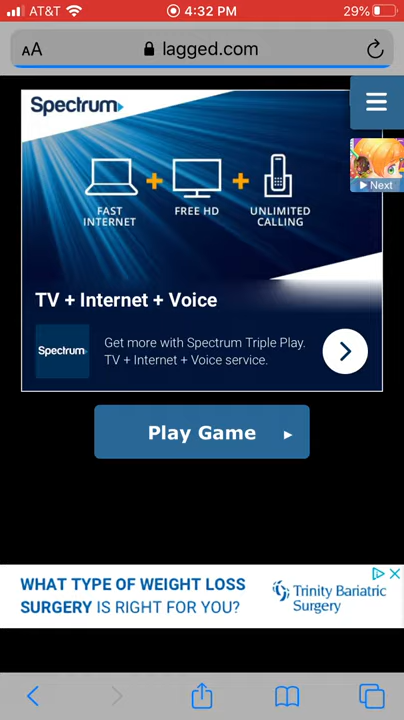 AT&T 4:32 PM 29%
AA lagged.com
Spectrum
FAST INTERNET
FREE HD
UNLIMITED CALLING
Next
TV + Internet + Voice
Spectrum
Get more with Spectrum Triple Play.
TV + Internet + Voice service.
Play Game
WHAT TYPE OF WEIGHT LOSS
SURGERY IS RIGHT FOR YOU?
Trinity Bariatric
Surgery